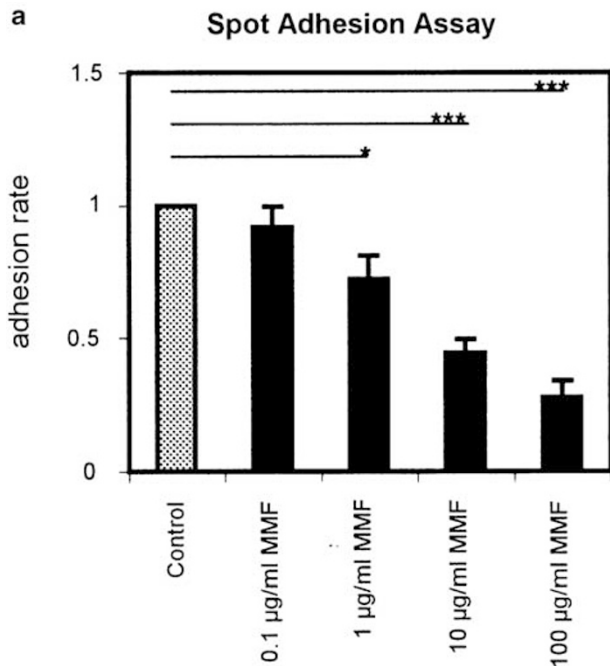 a
Spot Adhesion Assay
1.5
***
***
*
1
0.5
0
adhesion rate
Control
0.1 µg/ml MMF
1 µg/ml MMF
10 µg/ml MMF
100 µg/ml MMF